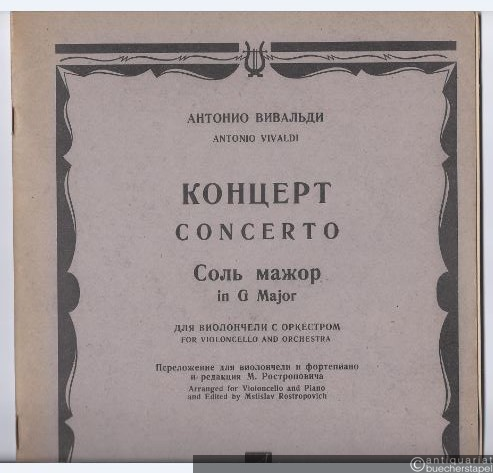 АНТОНИО ВИВАЛЬДИ
ANTONIO VIVALDI
КОНЦЕРТ
CONCERTO
Соль мажор
in G Major
ДЛЯ ВИОЛОНЧЕЛИ С ОРКЕСТРОМ
FOR VIOLONCELLO AND ORCHESTRA
Переложение для виолончели и фортепиано
и редакция М. Ростроповича
Arranged for Violoncello and Piano
and Edited by Mstislav Rostropovich
©antiquariat
buecherstapel